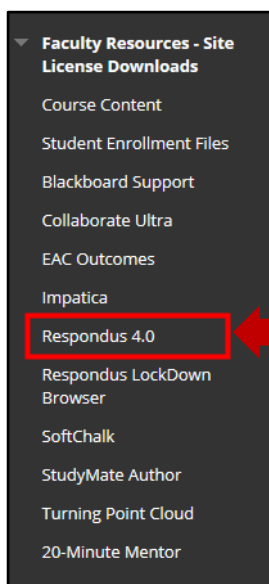 Faculty Resources - Site
License Downloads
Course Content
Student Enrollment Files
Blackboard Support
Collaborate Ultra
EAC Outcomes
Impatica
Respondus 4.0
Respondus LockDown
Browser
SoftChalk
StudyMate Author
Turning Point Cloud
20-Minute Mentor